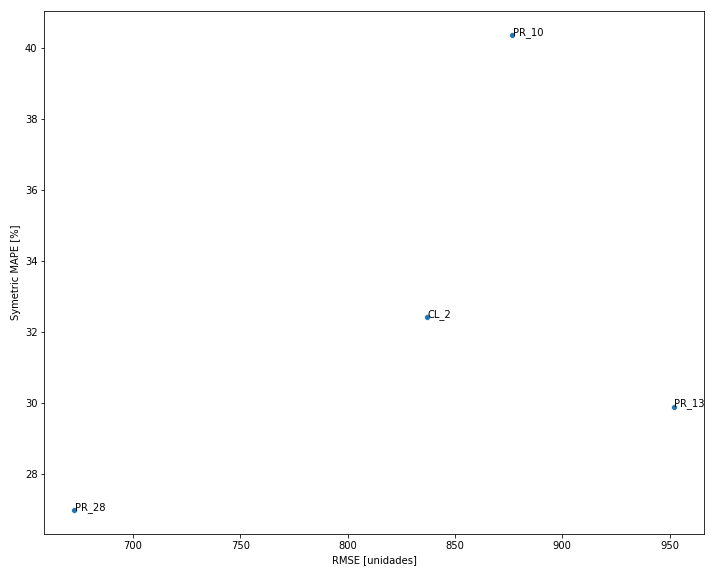 PR_10
40
38
36
34
32
30
28
Symetric MAPE [%]
CL_2
PR_13
PR_28
700
750
800
850
900
950
RMSE [unidades]